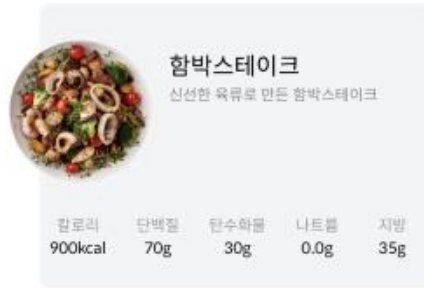 함박스테이크
신선한 육류로 만든 함박스테이크
칼로리 단백질 탄수화물 나트륨 지방
900kcal 70g 30g 0.0g 35g